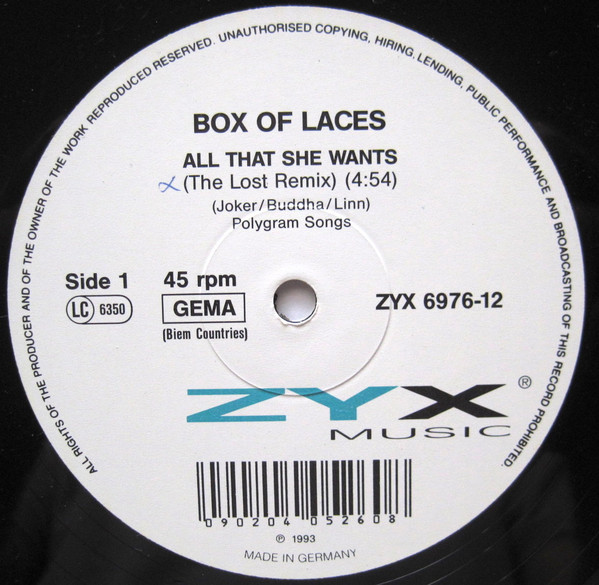 ALL RIGHTS OF THE PRODUCER AND OF THE OWNER OF THE WORK REPRODUCED RESERVED. UNAUTHORISED COPYING, HIRING, LENDING, PUBLIC PERFORMANCE AND BROADCASTING OF THIS RECORD PROHIBITED.
BOX OF LACES
ALL THAT SHE WANTS
(The Lost Remix) (4:54)
(Joker/Buddha/Linn)
Polygram Songs
Side 1
45 rpm
LC 6350
GEMA
ZYX 6976-12
(Biem Countries)
ZYX®
MUSIC
090204 052608
℗ 1993
MADE IN GERMANY